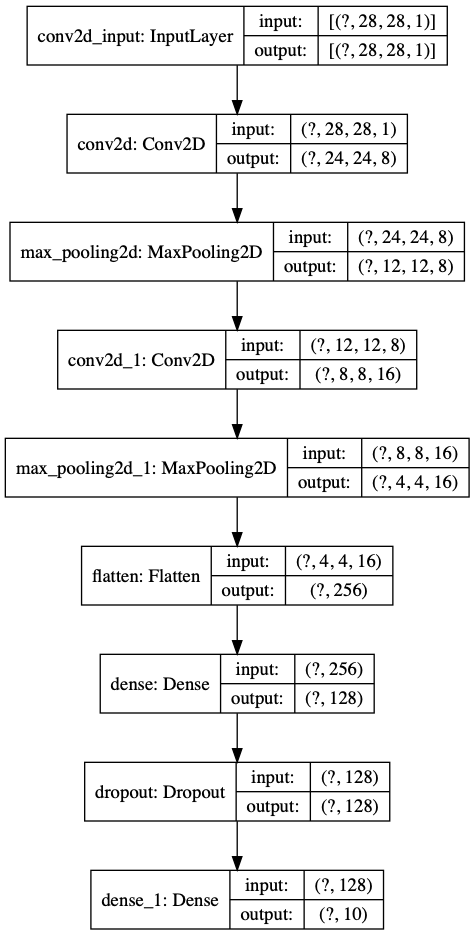 conv2d_input: InputLayer
input: [(?, 28, 28, 1)]
output: [(?, 28, 28, 1)]
conv2d: Conv2D
input: (?, 28, 28, 1)
output: (?, 24, 24, 8)
max_pooling2d: MaxPooling2D
input: (?, 24, 24, 8)
output: (?, 12, 12, 8)
conv2d_1: Conv2D
input: (?, 12, 12, 8)
output: (?, 8, 8, 16)
max_pooling2d_1: MaxPooling2D
input: (?, 8, 8, 16)
output: (?, 4, 4, 16)
flatten: Flatten
input: (?, 4, 4, 16)
output: (?, 256)
dense: Dense
input: (?, 256)
output: (?, 128)
dropout: Dropout
input: (?, 128)
output: (?, 128)
dense_1: Dense
input: (?, 128)
output: (?, 10)